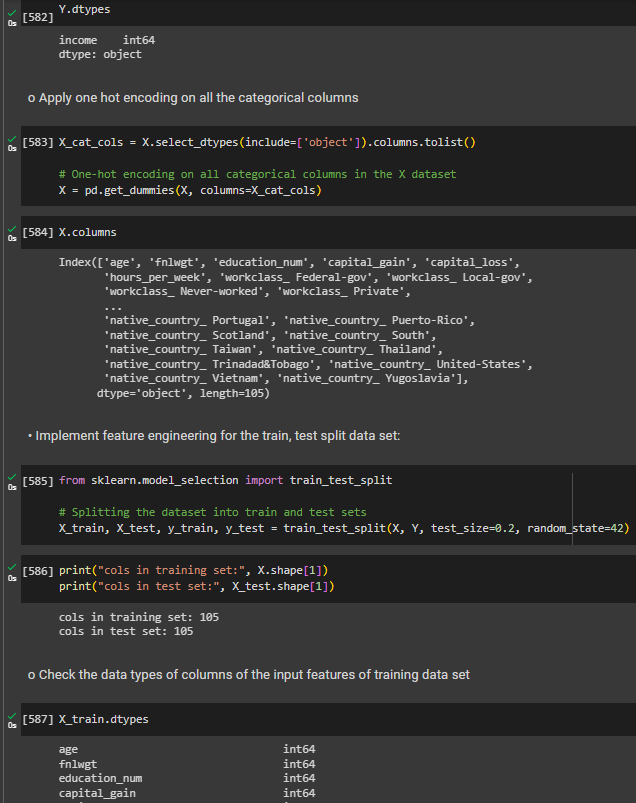 [582] Y.dtypes
0s
income    int64
dtype: object
o Apply one hot encoding on all the categorical columns
[583] X_cat_cols = X.select_dtypes(include=['object']).columns.tolist()
0s
# One-hot encoding on all categorical columns in the X dataset
X = pd.get_dummies(X, columns=X_cat_cols)
[584] X.columns
0s
Index(['age', 'fnlwgt', 'education_num', 'capital_gain', 'capital_loss',
'hours_per_week', 'workclass_ Federal-gov', 'workclass_ Local-gov',
'workclass_ Never-worked', 'workclass_ Private',
...
'native_country_ Portugal', 'native_country_ Puerto-Rico',
'native_country_ Scotland', 'native_country_ South',
'native_country_ Taiwan', 'native_country_ Thailand',
'native_country_ Trinadad&Tobago', 'native_country_ United-States',
'native_country_ Vietnam', 'native_country_ Yugoslavia'],
dtype='object', length=105)
• Implement feature engineering for the train, test split data set:
[585] from sklearn.model_selection import train_test_split
0s
# Splitting the dataset into train and test sets
X_train, X_test, y_train, y_test = train_test_split(X, Y, test_size=0.2, random_state=42)
[586] print("cols in training set:", X.shape[1])
0s
print("cols in test set:", X_test.shape[1])
cols in training set: 105
cols in test set: 105
o Check the data types of columns of the input features of training data set
[587] X_train.dtypes
0s
age    int64
fnlwgt    int64
education_num    int64
capital_gain    int64